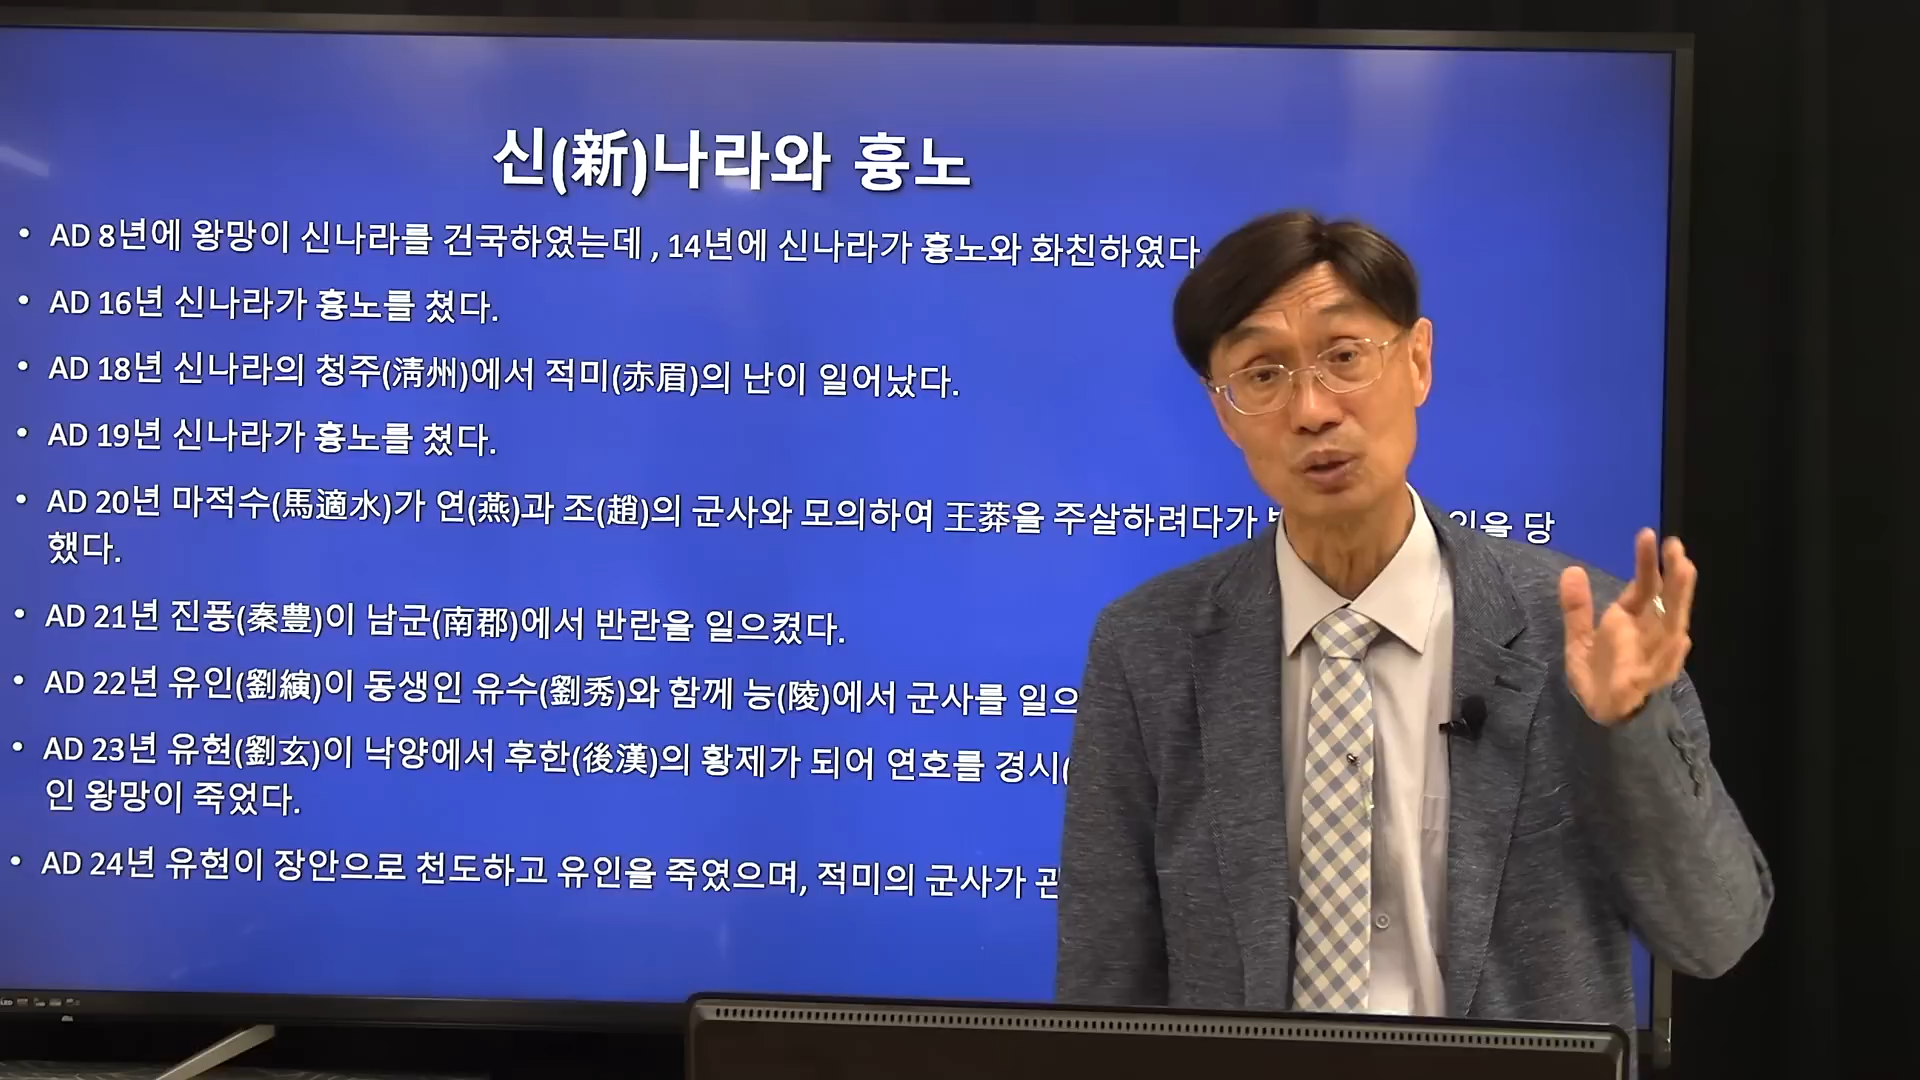 신(新)나라와 흉노
• AD 8년에 왕망이 신나라를 건국하였는데 , 14년에 신나라가 흉노와 화친하였다
• AD 16년 신나라가 흉노를 쳤다.
• AD 18년 신나라의 청주(淸州)에서 적미(赤眉)의 난이 일어났다.
• AD 19년 신나라가 흉노를 쳤다.
• AD 20년 마적수(馬適水)가 연(燕)과 조(趙)의 군사와 모의하여 王莽을 주살하려다가 당
했다.
• AD 21년 진풍(秦豊)이 남군(南郡)에서 반란을 일으켰다.
• AD 22년 유인(劉縯)이 동생인 유수(劉秀)와 함께 능(陵)에서 군사를 일으
• AD 23년 유현(劉玄)이 낙양에서 후한(後漢)의 황제가 되어 연호를 경시(
인 왕망이 죽었다.
• AD 24년 유현이 장안으로 천도하고 유인을 죽였으며, 적미의 군사가 관